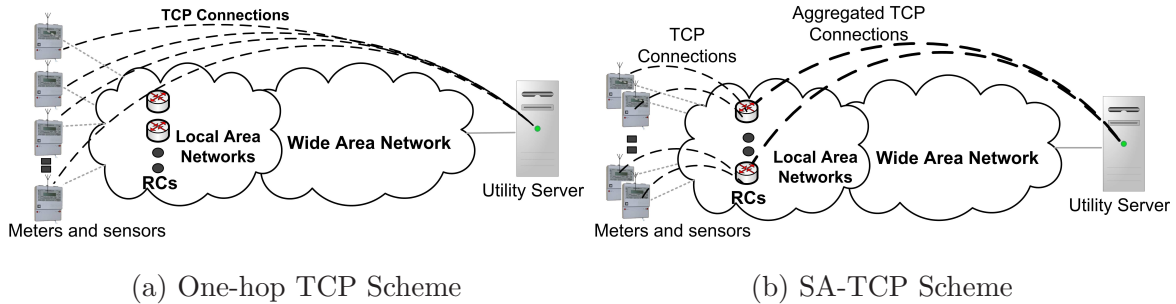 TCP Connections
Local Area
Networks
Wide Area Network
RCs
Utility Server
Meters and sensors
(a) One-hop TCP Scheme
Aggregated TCP
Connections
TCP
Connections
Local Area
Networks
Wide Area Network
RCs
Utility Server
Meters and sensors
(b) SA-TCP Scheme